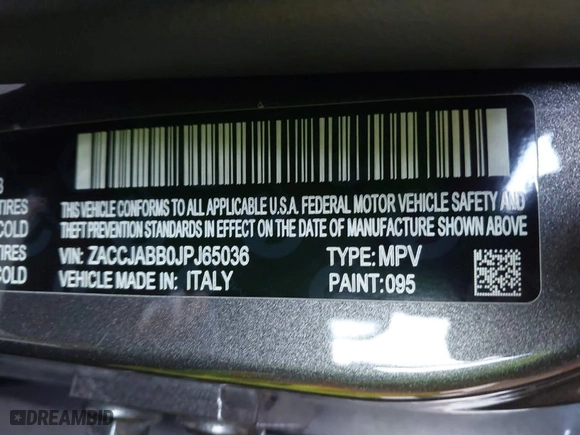 THIS VEHICLE CONFORMS TO ALL APPLICABLE U.S.A. FEDERAL MOTOR VEHICLE SAFETY AND
THEFT PREVENTION STANDARDS IN EFFECT ON THE DATE OF MANUFACTURE SHOWN ABOVE
TIRES
COLD
VIN: ZACCJABB0JPJ65036 TYPE: MPV
TIRES
COLD
VEHICLE MADE IN: ITALY PAINT: 095
DREAMBID